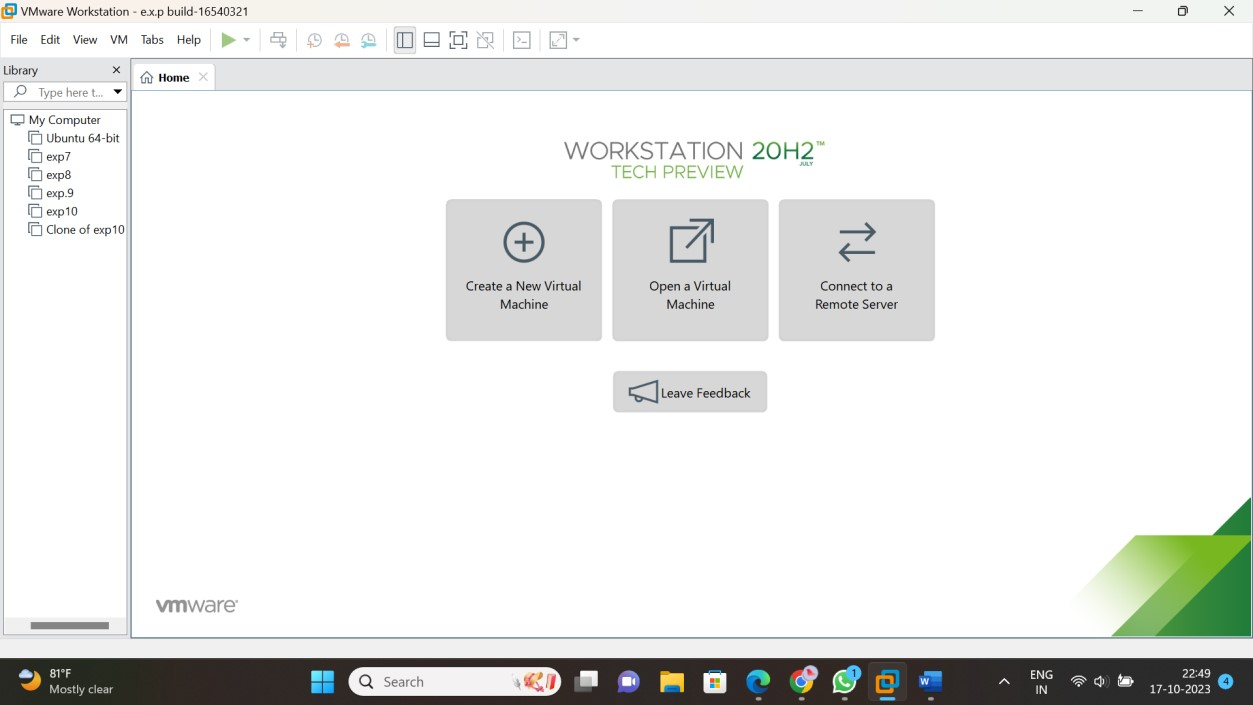 VMware Workstation - e.x.p build-16540321
File Edit View VM Tabs Help
Library
Type here t...
Home
My Computer
Ubuntu 64-bit
exp7
exp8
exp.9
exp10
Clone of exp10
WORKSTATION 20H2™
JULY
TECH PREVIEW
Create a New Virtual
Machine
Open a Virtual
Machine
Connect to a
Remote Server
Leave Feedback
vmware®
81°F
Mostly clear
Search
1
W
ENG
IN
22:49
17-10-2023
4